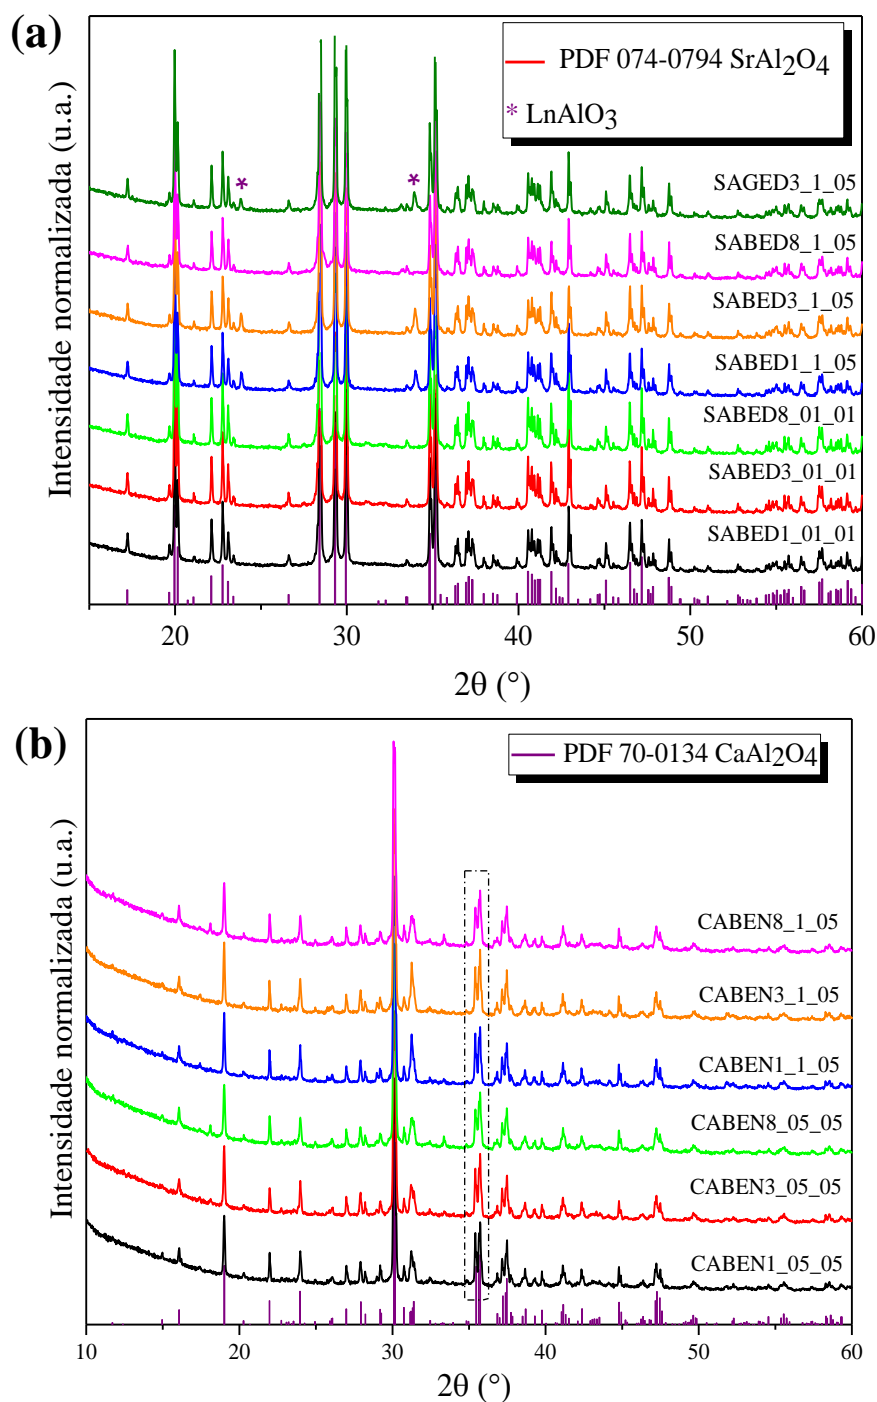 (a)
PDF 074-0794 SrAl2O4
* LnAlO3
Intensidade normalizada (u.a.)
*
*
SAGED3_1_05
SABED8_1_05
SABED3_1_05
SABED1_1_05
SABED8_01_01
SABED3_01_01
SABED1_01_01
20 30 40 50 60
2θ (°)
(b)
PDF 70-0134 CaAl2O4
Intensidade normalizada (u.a.)
CABEN8_1_05
CABEN3_1_05
CABEN1_1_05
CABEN8_05_05
CABEN3_05_05
CABEN1_05_05
10 20 30 40 50 60
2θ (°)